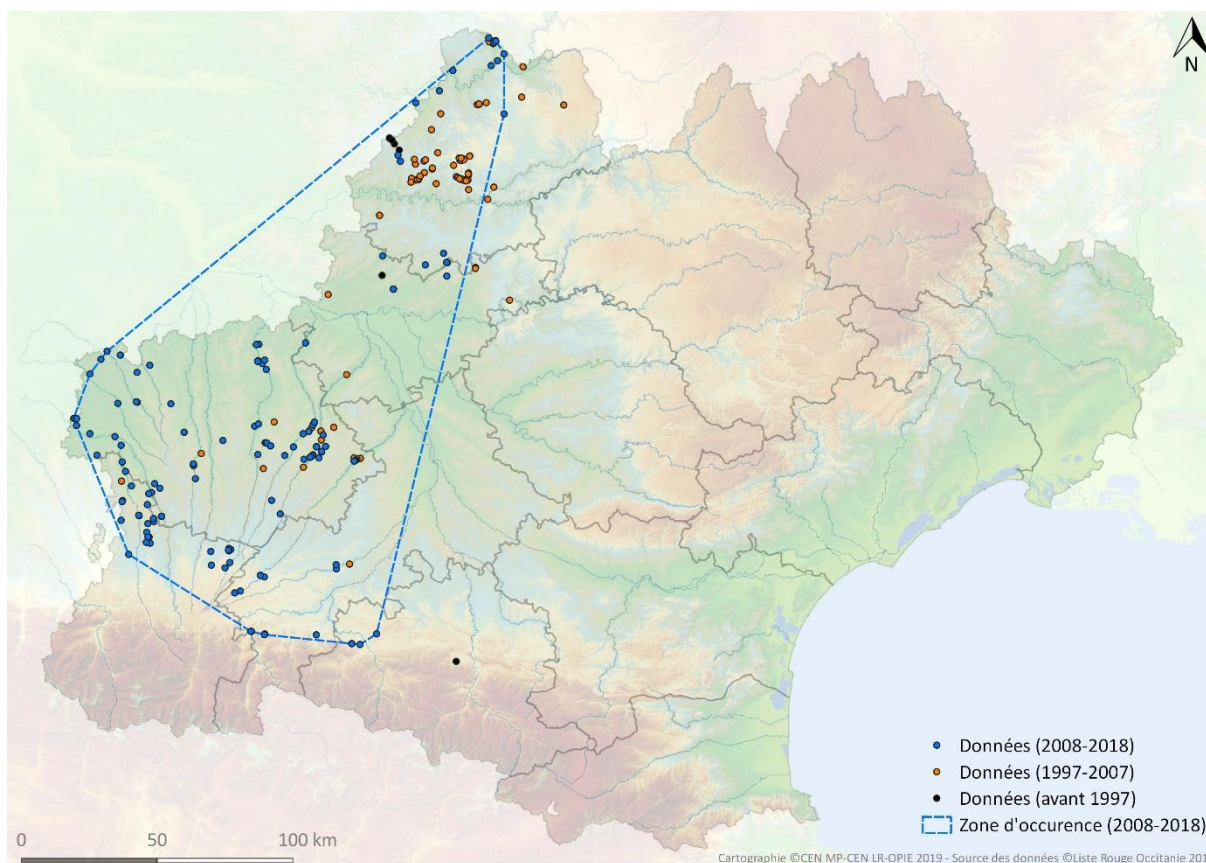 N
Données (2008-2018)
Données (1997-2007)
Données (avant 1997)
Zone d'occurence (2008-2018)
0 50 100 km
Cartographie ©CEN MP-CEN LR-OPIE 2019 - Source des données ©Liste Rouge Occitanie 201